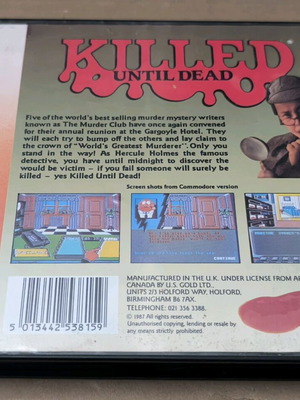 KILLED
UNTIL DEAD
Five of the world's best selling murder mystery writers
known as The Murder Club have once again convened
for their annual reunion at the Gargoyle Hotel. They
will each try to bump off the others and lay claim to
the crown of "World's Greatest Murderer". Only you
stand in the way! As Hercule Holmes the famous
detective, you have until midnight to discover the
would be victim – if you fail someone will surely be
killed – yes Killed Until Dead!
Screen shots from Commodore version
MANUFACTURED IN THE U.K. UNDER LICENSE FROM
CANADA BY U.S. GOLD LTD.,
UNITS 2/3 HOLFORD WAY, HOLFORD,
BIRMINGHAM B6 7AX.
TELEPHONE: 021 356 3388.
© 1987 All rights reserved.
Unauthorised copying, lending or resale by
any means strictly prohibited.
5 013442 538159